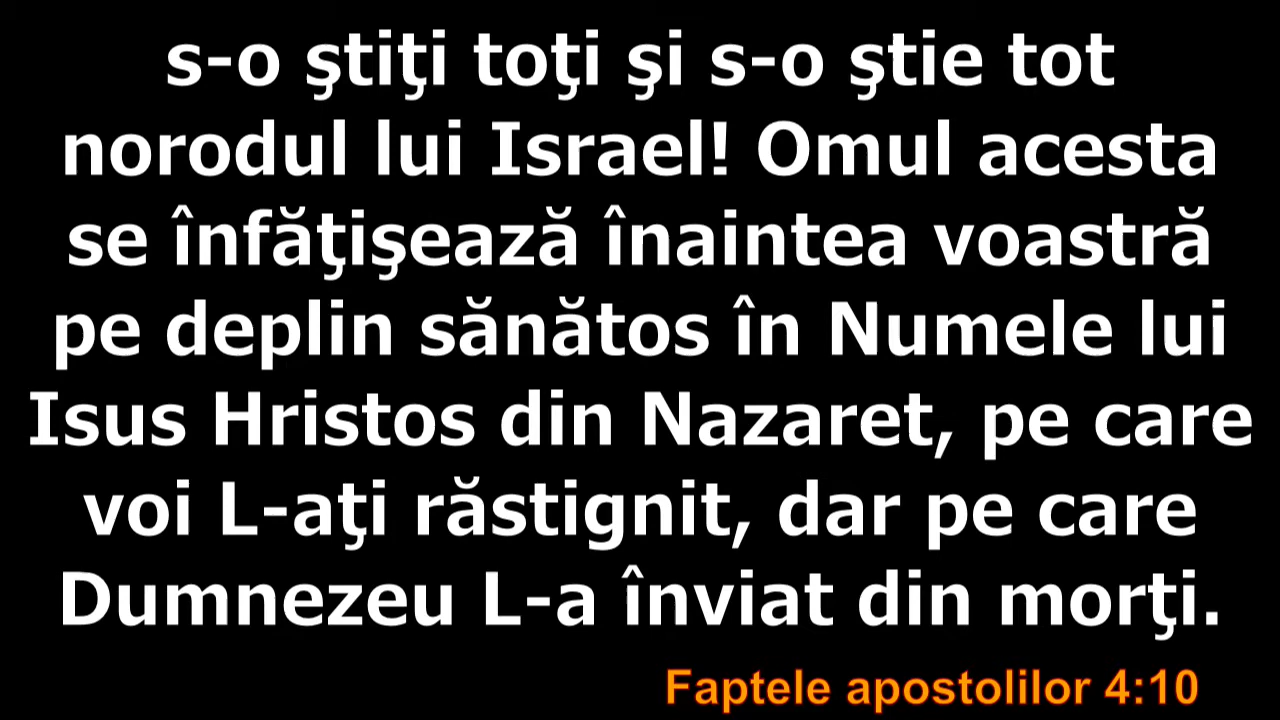 s-o ştiţi toţi şi s-o ştie tot
norodul lui Israel! Omul acesta
se înfăţişează înaintea voastră
pe deplin sănătos în Numele lui
Isus Hristos din Nazaret, pe care
voi L-aţi răstignit, dar pe care
Dumnezeu L-a înviat din morţi.
Faptele apostolilor 4:10